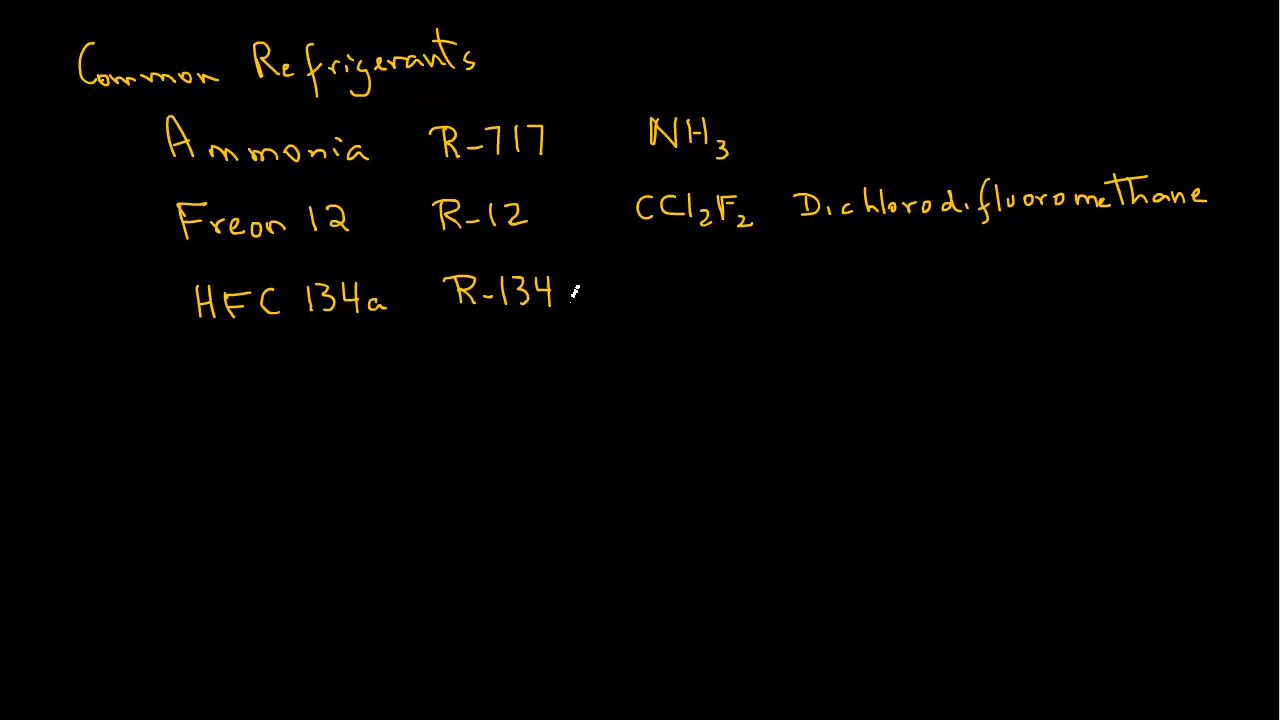 Common Refrigerants
Ammonia R-717 NH₃
Freon 12 R-12 CCl₂F₂ Dichlorodifluoromethane
HFC 134a R-134